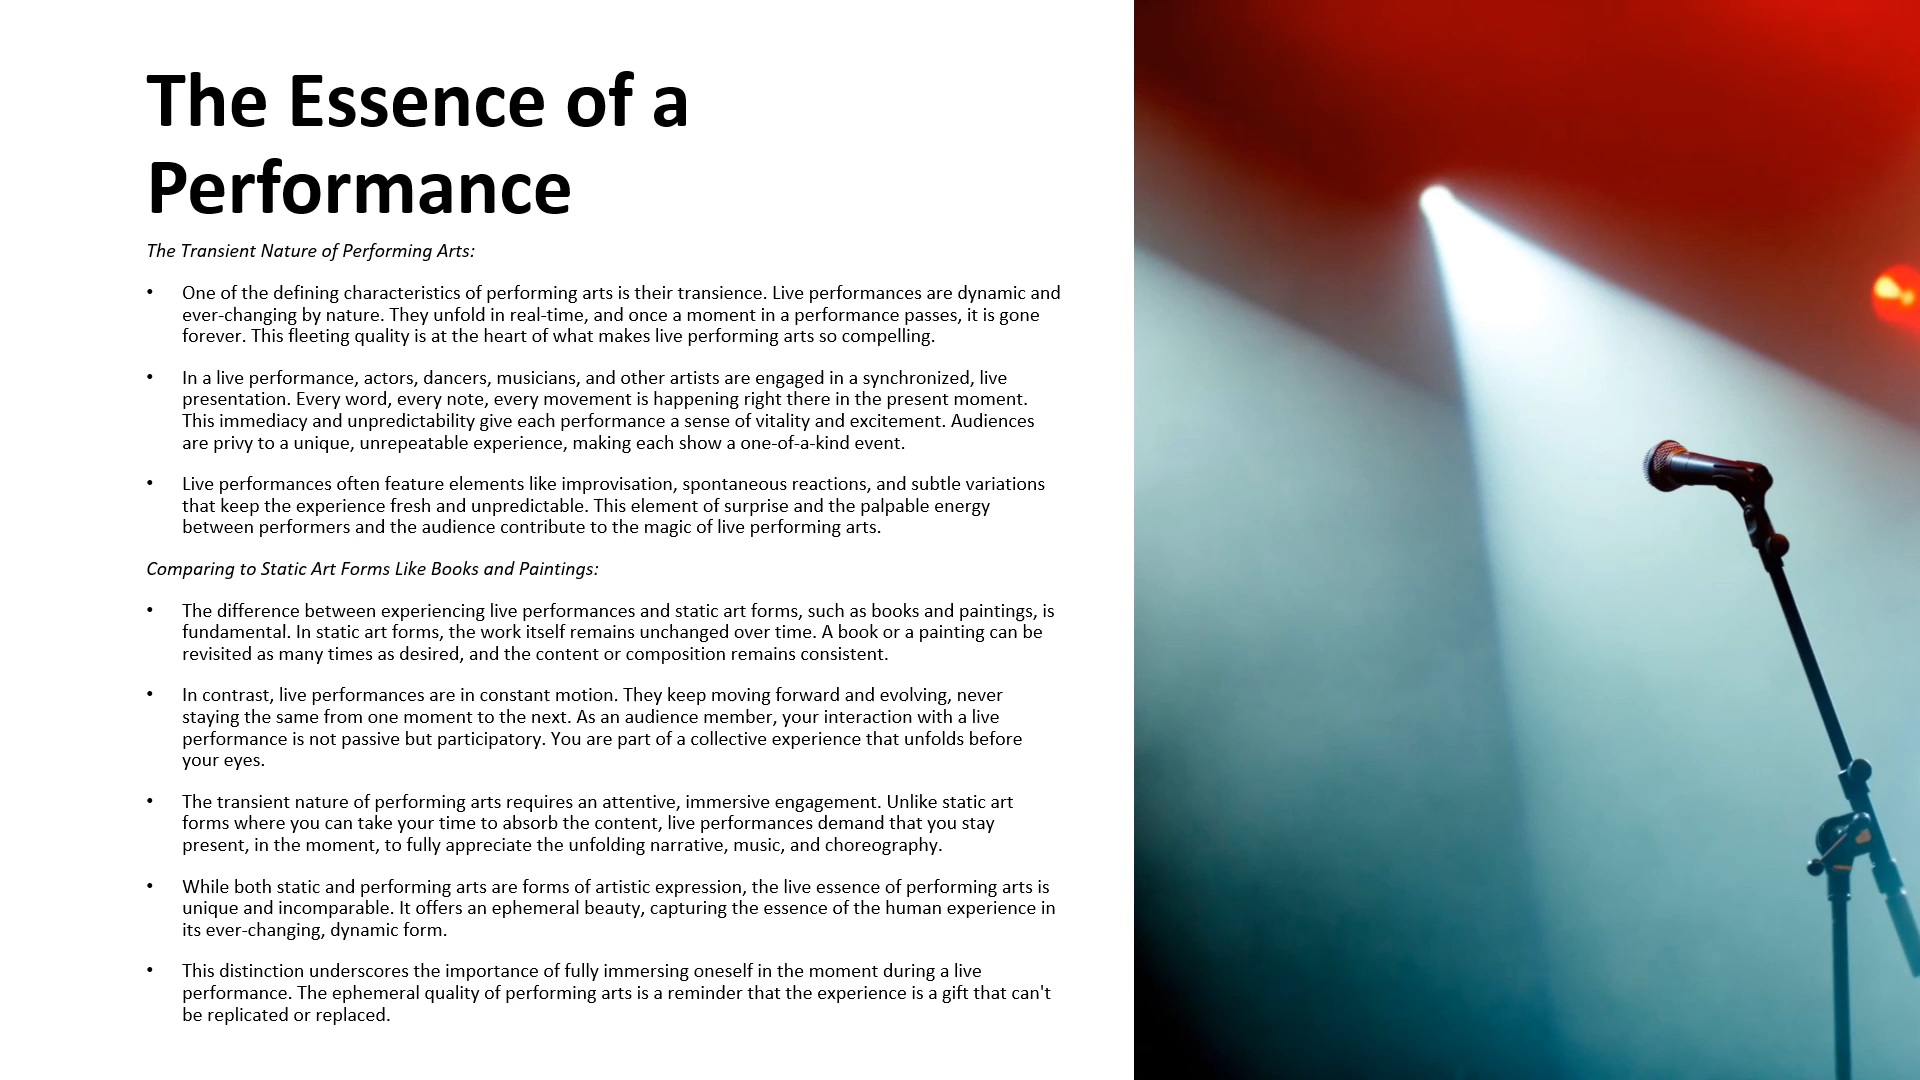 The Essence of a
Performance
The Transient Nature of Performing Arts:
• One of the defining characteristics of performing arts is their transience. Live performances are dynamic and
ever-changing by nature. They unfold in real-time, and once a moment in a performance passes, it is gone
forever. This fleeting quality is at the heart of what makes live performing arts so compelling.
• In a live performance, actors, dancers, musicians, and other artists are engaged in a synchronized, live
presentation. Every word, every note, every movement is happening right there in the present moment.
This immediacy and unpredictability give each performance a sense of vitality and excitement. Audiences
are privy to a unique, unrepeatable experience, making each show a one-of-a-kind event.
• Live performances often feature elements like improvisation, spontaneous reactions, and subtle variations
that keep the experience fresh and unpredictable. This element of surprise and the palpable energy
between performers and the audience contribute to the magic of live performing arts.
Comparing to Static Art Forms Like Books and Paintings:
• The difference between experiencing live performances and static art forms, such as books and paintings, is
fundamental. In static art forms, the work itself remains unchanged over time. A book or a painting can be
revisited as many times as desired, and the content or composition remains consistent.
• In contrast, live performances are in constant motion. They keep moving forward and evolving, never
staying the same from one moment to the next. As an audience member, your interaction with a live
performance is not passive but participatory. You are part of a collective experience that unfolds before
your eyes.
• The transient nature of performing arts requires an attentive, immersive engagement. Unlike static art
forms where you can take your time to absorb the content, live performances demand that you stay
present, in the moment, to fully appreciate the unfolding narrative, music, and choreography.
• While both static and performing arts are forms of artistic expression, the live essence of performing arts is
unique and incomparable. It offers an ephemeral beauty, capturing the essence of the human experience in
its ever-changing, dynamic form.
• This distinction underscores the importance of fully immersing oneself in the moment during a live
performance. The ephemeral quality of performing arts is a reminder that the experience is a gift that can't
be replicated or replaced.